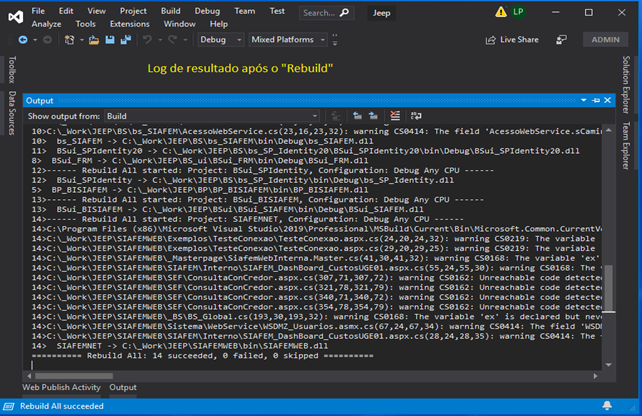 File Edit View Project Build Debug Team Test Search... Jeep LP
Analyze Tools Extensions Window Help
Debug Mixed Platforms Live Share ADMIN
Log de resultado após o "Rebuild"
Toolbox
Data Sources
Solution Explorer
Team Explorer
Output
Show output from: Build
10>C:\_Work\JEEP\BS\bs_SIAFEM\AcessoWebService.cs(23,16,23,32): warning CS0414: The field 'AcessoWebService.sCami
10> bs_SIAFEM -> C:\_Work\JEEP\BS\bs_SIAFEM\bin\Debug\bs_SIAFEM.dll
11> BSui_SPIdentity20 -> C:\_Work\JEEP\BS\bs_SP_Identity20\bin\Debug\BSui_SPIdentity20.dll
8> BSui_FRM -> C:\_Work\JEEP\BS_ui\BSui_FRM\bin\Debug\BSui_FRM.dll
12>------ Rebuild All started: Project: BSui_SPIdentity, Configuration: Debug Any CPU ------
12> BSui_SPIdentity -> C:\_Work\JEEP\BS\bs_SP_Identity\bin\Debug\bs_SP_Identity.dll
5> BP_BISIAFEM -> C:\_Work\JEEP\BP\BP_BISIAFEM\bin\Debug\BP_BISIAFEM.dll
13>------ Rebuild All started: Project: BSui_BISIAFEM, Configuration: Debug Any CPU ------
13> BSui_BISIAFEM -> C:\_Work\JEEP\BS\BSui_SIAFEM\bin\Debug\BSui_SIAFEM.dll
14>------ Rebuild All started: Project: SIAFEMNET, Configuration: Debug Any CPU ------
14>C:\Program Files (x86)\Microsoft Visual Studio\2019\Professional\MSBuild\Current\Bin\Microsoft.Common.CurrentVe
14>C:\_Work\JEEP\SIAFEMWEB\Exemplos\TesteConexao\TesteConexao.aspx.cs(24,20,24,32): warning CS0219: The variable
14>C:\_Work\JEEP\SIAFEMWEB\Exemplos\TesteConexao\TesteConexao.aspx.cs(29,20,29,25): warning CS0219: The variable
14>C:\_Work\JEEP\SIAFEMWEB\_Masterpage\SiafemWebInterna.Master.cs(41,30,41,32): warning CS0168: The variable 'ex'
14>C:\_Work\JEEP\SIAFEMWEB\SIAFEM\Interno\SIAFEM_DashBoard_CustosUGE01.aspx.cs(55,24,55,30): warning CS0168: The v
14>C:\_Work\JEEP\SIAFEMWEB\SEF\ConsultaConCredor.aspx.cs(307,71,307,72): warning CS0162: Unreachable code detected
14>C:\_Work\JEEP\SIAFEMWEB\SEF\ConsultaConCredor.aspx.cs(321,78,321,79): warning CS0162: Unreachable code detected
14>C:\_Work\JEEP\SIAFEMWEB\SEF\ConsultaConCredor.aspx.cs(340,71,340,72): warning CS0162: Unreachable code detected
14>C:\_Work\JEEP\SIAFEMWEB\SEF\ConsultaConCredor.aspx.cs(354,78,354,79): warning CS0162: Unreachable code detected
14>C:\_Work\JEEP\SIAFEMWEB\_BS\BS_Global.cs(193,30,193,32): warning CS0168: The variable 'ex' is declared but neve
14>C:\_Work\JEEP\SIAFEMWEB\Sistema\WebService\WSDMZ_Usuarios.asmx.cs(67,24,67,34): warning CS0414: The field 'WSDM
14>C:\_Work\JEEP\SIAFEMWEB\SIAFEM\Interno\SIAFEM_DashBoard_CustosUGE.aspx.cs(28,24,28,35): warning CS0414: The
14> SIAFEMNET -> C:\_Work\JEEP\SIAFEMWEB\bin\SIAFEMWEB.dll
========== Rebuild All: 14 succeeded, 0 failed, 0 skipped ==========
Web Publish Activity Output
Rebuild All succeeded